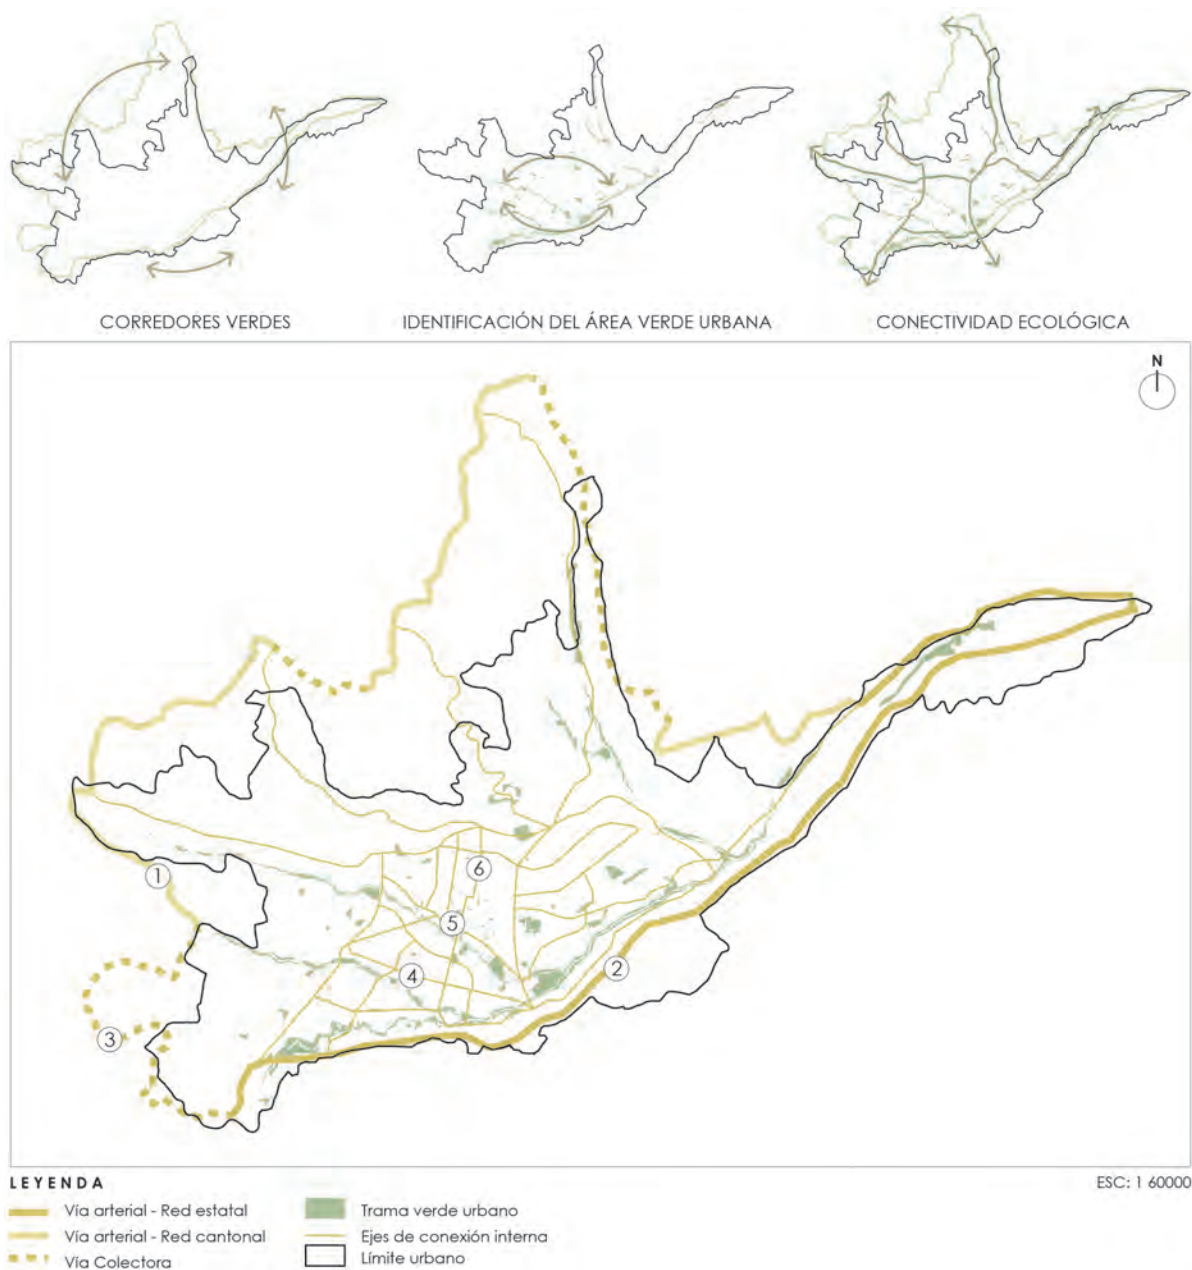 CORREDORES VERDES
IDENTIFICACIÓN DEL ÁREA VERDE URBANA
CONECTIVIDAD ECOLÓGICA
N
1
2
3
4
5
6
LEYENDA
ESC: 1 60000
Vía arterial - Red estatal
Vía arterial - Red cantonal
Vía Colectora
Trama verde urbano
Ejes de conexión interna
Límite urbano